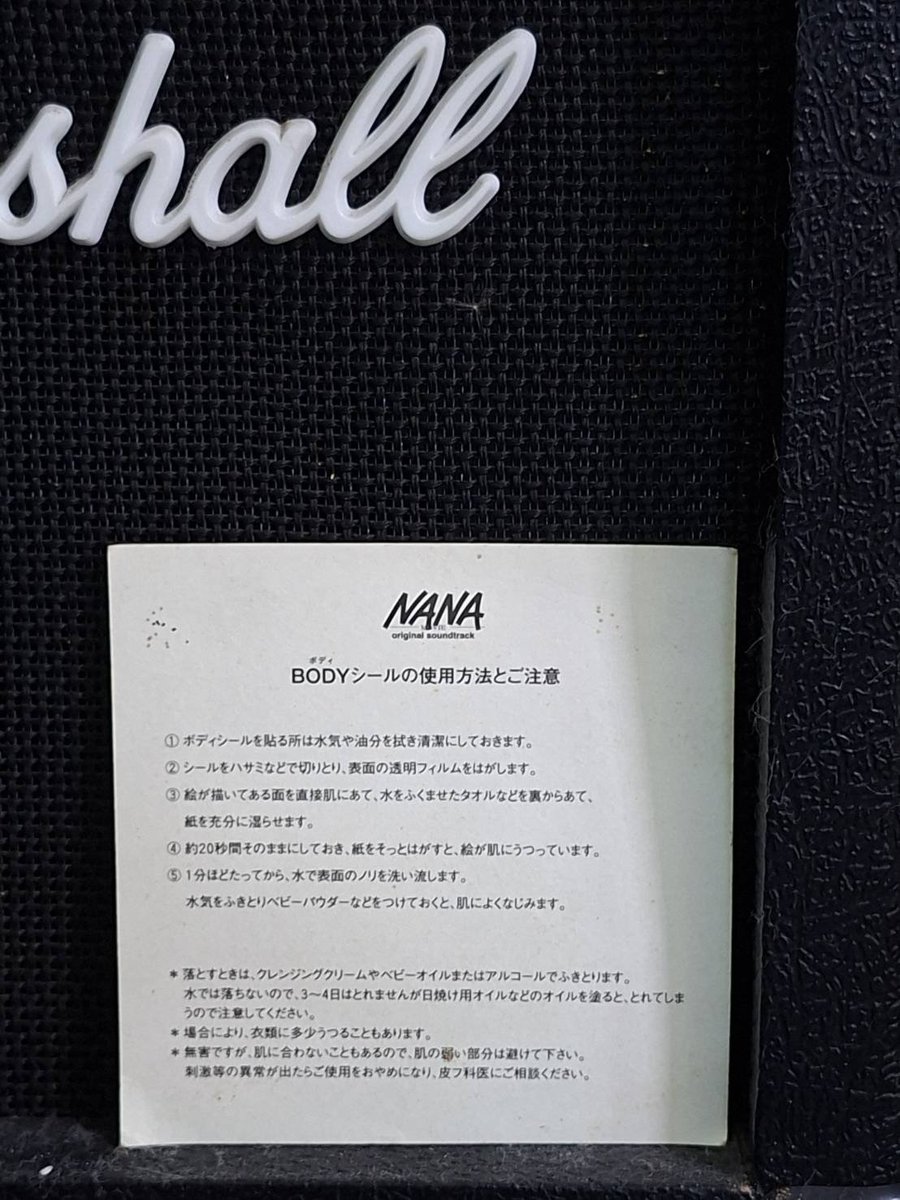 shall
NANA
MOVIE
original soundtrack
ボディ
BODYシールの使用方法とご注意
① ボディシールを貼る所は水気や油分を拭き清潔にしておきます。
② シールをハサミなどで切りとり、表面の透明フィルムをはがします。
③ 絵が描いてある面を直接肌にあて、水をふくませたタオルなどを裏からあて、
紙を充分に湿らせます。
④ 約20秒間そのままにしておき、紙をそっとはがすと、絵が肌にうつっています。
⑤ 1分ほどたってから、水で表面のノリを洗い流します。
水気をふきとりベビーパウダーなどをつけておくと、肌によくなじみます。
* 落とすときは、クレンジングクリームやベビーオイルまたはアルコールでふきとります。
水では落ちないので、3〜4日はとれませんが日焼け用オイルなどのオイルを塗ると、とれてしま
うので注意してください。
* 場合により、衣類に多少うつることもあります。
* 無害ですが、肌に合わないこともあるので、肌の弱い部分は避けて下さい。
刺激等の異常が出たらご使用をおやめになり、皮フ科医にご相談ください。